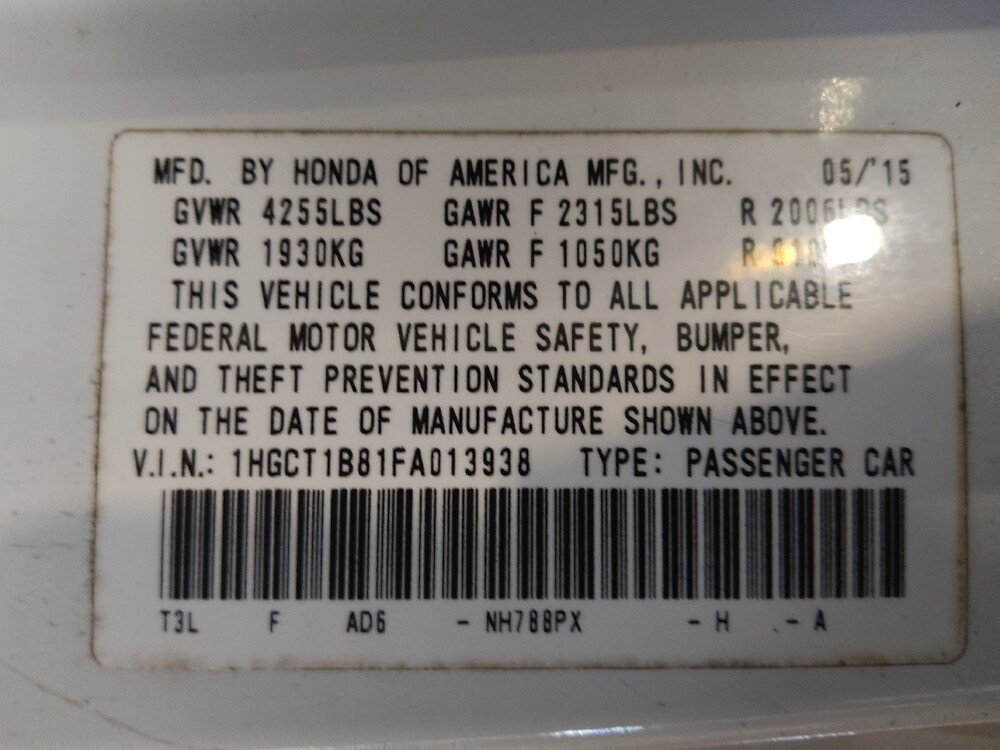 MFD. BY HONDA OF AMERICA MFG., INC. 05/'15
GVWR 4255LBS GAWR F 2315LBS R 2006LBS
GVWR 1930KG GAWR F 1050KG R
THIS VEHICLE CONFORMS TO ALL APPLICABLE
FEDERAL MOTOR VEHICLE SAFETY, BUMPER,
AND THEFT PREVENTION STANDARDS IN EFFECT
ON THE DATE OF MANUFACTURE SHOWN ABOVE.
V.I.N.: 1HGCT1B81FA013938 TYPE: PASSENGER CAR
T3L F AD6 - NH788PX - H - A